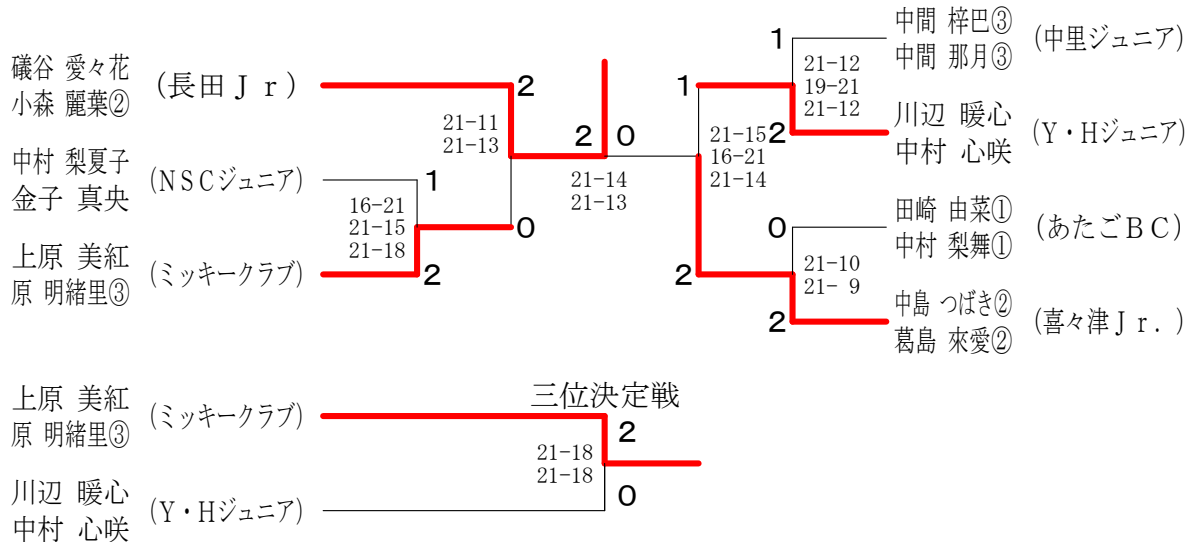 礒谷 愛々花
小森 麗葉②
(長田Ｊｒ)
中村 梨夏子
金子 真央
(ＮＳＣジュニア)
上原 美紅
原 明緒里③
(ミッキークラブ)
2
21-11
21-13
1
16-21
21-15
21-18
2
0
2 0
21-14
21-13
1
21-15
16-21
21-14
2
1
21-12
19-21
21-12
2
0
21-10
21- 9
2
中間 梓巴③
中間 那月③
(中里ジュニア)
川辺 暖心
中村 心咲
(Ｙ・Ｈジュニア)
田崎 由菜①
中村 梨舞①
(あたごＢＣ)
中島 つばき②
葛島 來愛②
(喜々津Ｊｒ.)
三位決定戦
上原 美紅
原 明緒里③
(ミッキークラブ)
2
21-18
21-18
0
川辺 暖心
中村 心咲
(Ｙ・Ｈジュニア)